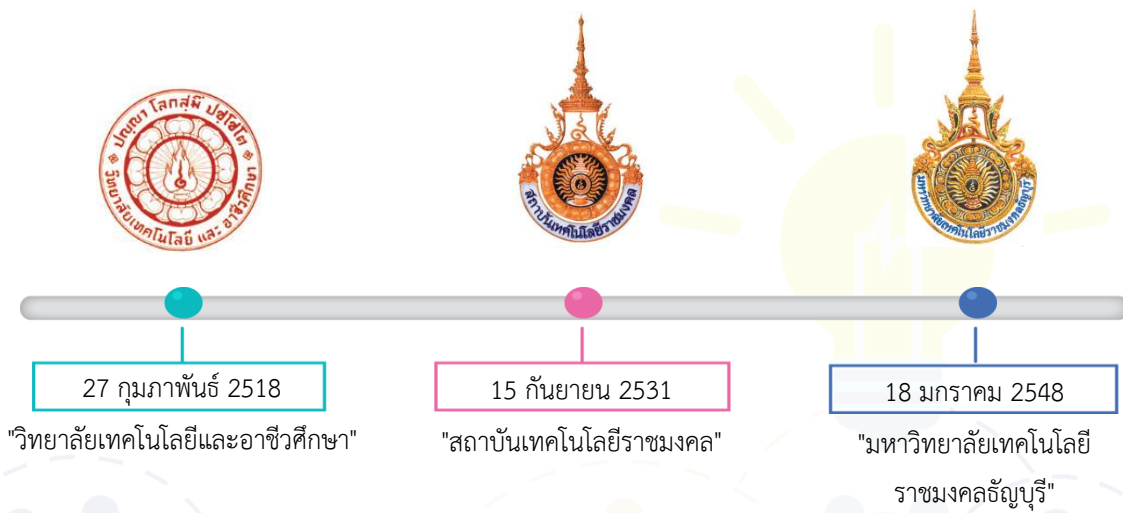 ปญฺญา โลกสฺมิ ปชฺโชโต
วิทยาลัยเทคโนโลยี และ อาชีวศึกษา
สถาบันเทคโนโลยีราชมงคล
มหาวิทยาลัยเทคโนโลยีราชมงคลธัญบุรี
27 กุมภาพันธ์ 2518
15 กันยายน 2531
18 มกราคม 2548
"วิทยาลัยเทคโนโลยีและอาชีวศึกษา"
"สถาบันเทคโนโลยีราชมงคล"
"มหาวิทยาลัยเทคโนโลยี
ราชมงคลธัญบุรี"